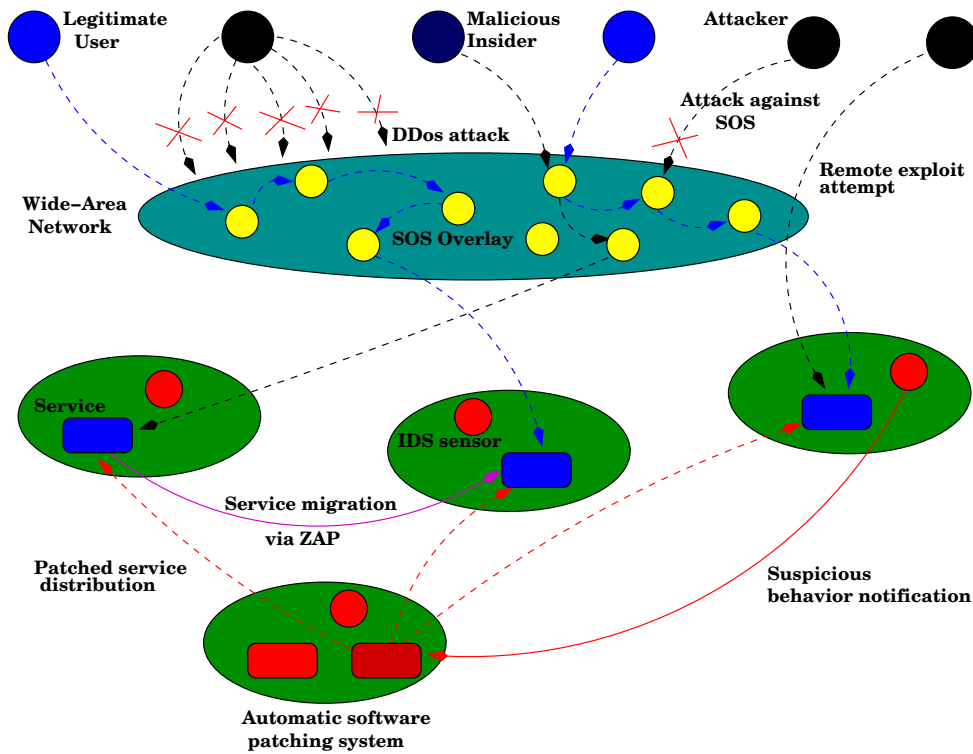 Legitimate
User
Malicious
Insider
Attacker
Attack against
SOS
DDos attack
Remote exploit
attempt
Wide-Area
Network
SOS Overlay
Service
IDS sensor
Service migration
via ZAP
Patched service
distribution
Suspicious
behavior notification
Automatic software
patching system